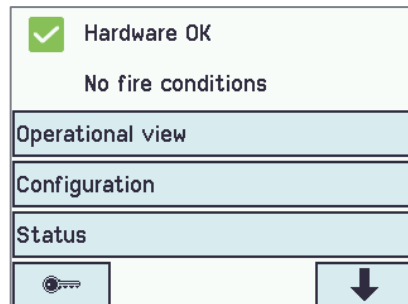 Hardware OK
No fire conditions
Operational view
Configuration
Status